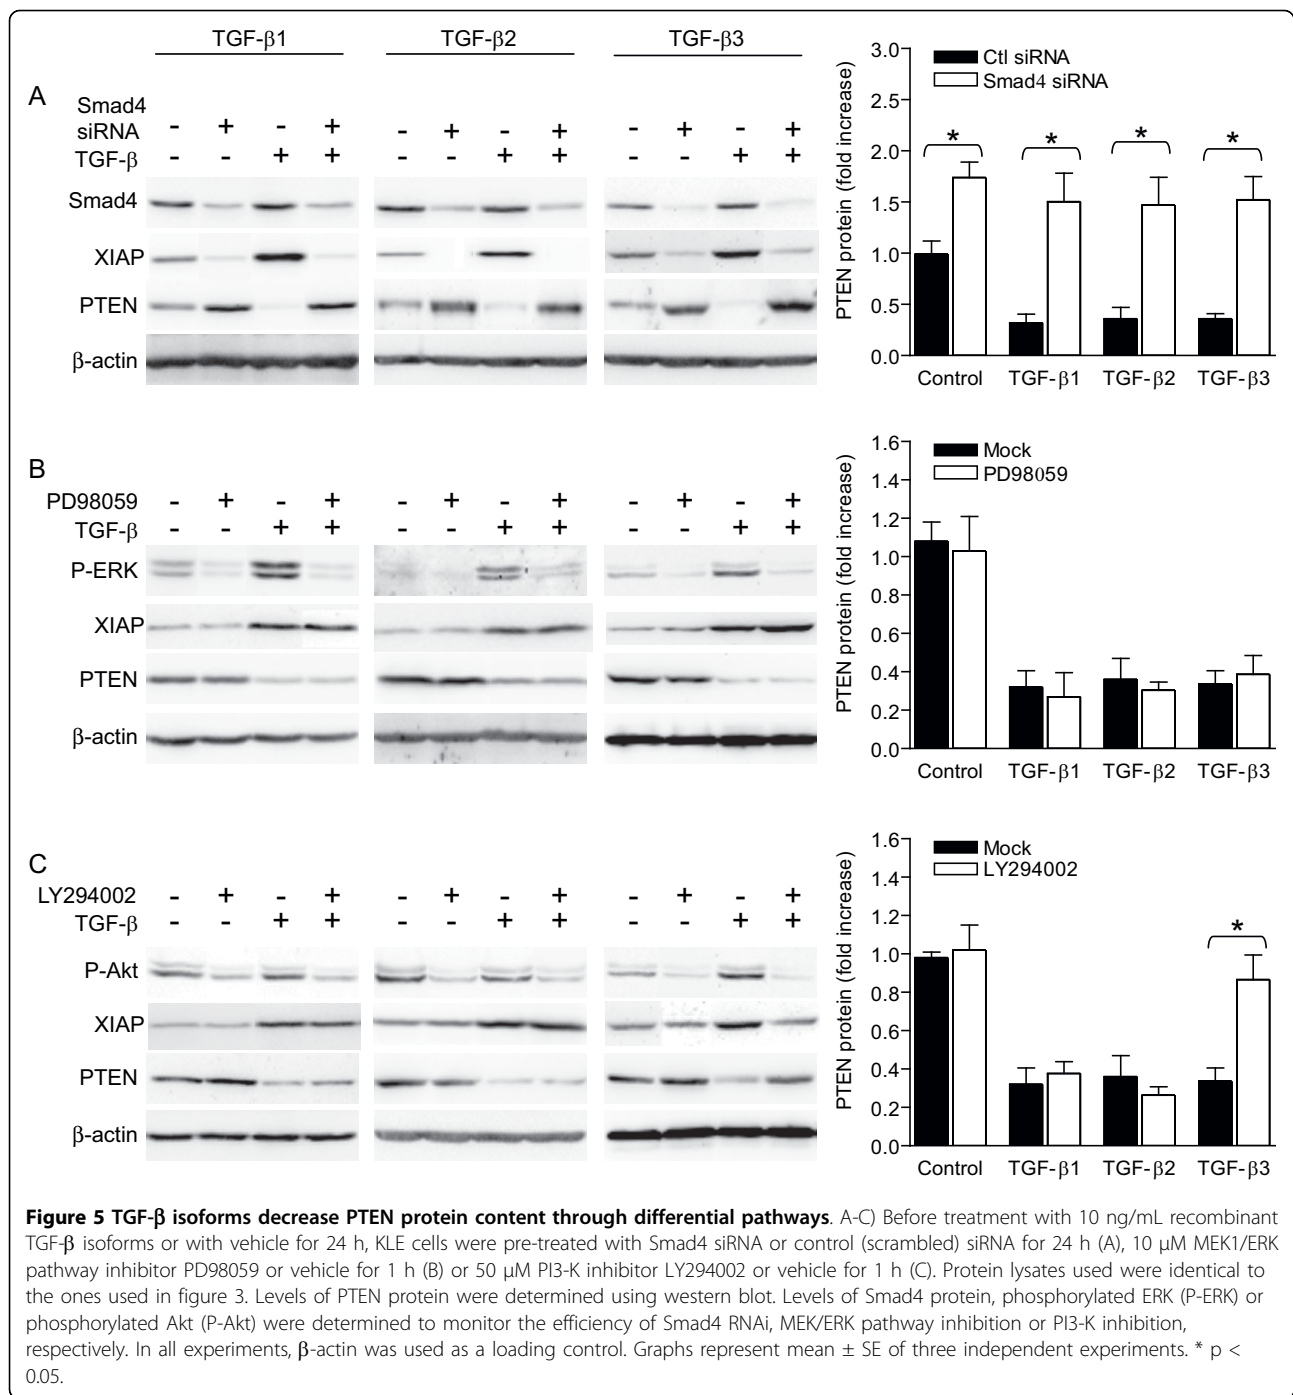 TGF-β1 TGF-β2 TGF-β3
A
Smad4
siRNA - + - + - + - + - + - +
TGF-β - - + + - - + + - - + +
Smad4
XIAP
PTEN
β-actin
PTEN protein (fold increase)
3.0
2.5
2.0
1.5
1.0
0.5
0.0
Ctl siRNA
Smad4 siRNA
* * * *
Control TGF-β1 TGF-β2 TGF-β3
B
PD98059 - + - + - + - + - + - +
TGF-β - - + + - - + + - - + +
P-ERK
XIAP
PTEN
β-actin
PTEN protein (fold increase)
1.6
1.4
1.2
1.0
0.8
0.6
0.4
0.2
0.0
Mock
PD98059
Control TGF-β1 TGF-β2 TGF-β3
C
LY294002 - + - + - + - + - + - +
TGF-β - - + + - - + + - - + +
P-Akt
XIAP
PTEN
β-actin
PTEN protein (fold increase)
1.6
1.4
1.2
1.0
0.8
0.6
0.4
0.2
0.0
Mock
LY294002
*
Control TGF-β1 TGF-β2 TGF-β3
Figure 5 TGF-β isoforms decrease PTEN protein content through differential pathways. A-C) Before treatment with 10 ng/mL recombinant
TGF-β isoforms or with vehicle for 24 h, KLE cells were pre-treated with Smad4 siRNA or control (scrambled) siRNA for 24 h (A), 10 μM MEK1/ERK
pathway inhibitor PD98059 or vehicle for 1 h (B) or 50 μM PI3-K inhibitor LY294002 or vehicle for 1 h (C). Protein lysates used were identical to
the ones used in figure 3. Levels of PTEN protein were determined using western blot. Levels of Smad4 protein, phosphorylated ERK (P-ERK) or
phosphorylated Akt (P-Akt) were determined to monitor the efficiency of Smad4 RNAi, MEK/ERK pathway inhibition or PI3-K inhibition,
respectively. In all experiments, β-actin was used as a loading control. Graphs represent mean ± SE of three independent experiments. * p <
0.05.